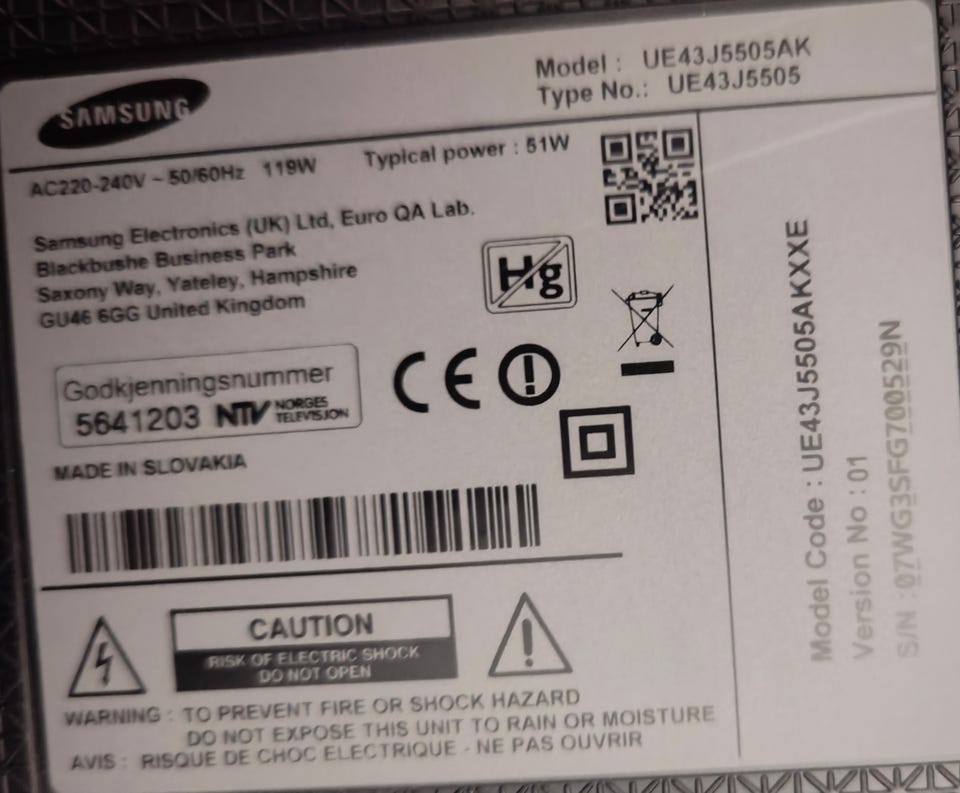 SAMSUNG
Model : UE43J5505AK
Type No.: UE43J5505
AC220-240V ~ 50/60Hz 119W Typical power : 51W
Samsung Electronics (UK) Ltd, Euro QA Lab.
Blackbushe Business Park
Saxony Way, Yateley, Hampshire
GU46 6GG United Kingdom
Hg
Godkjenningsnummer
5641203 NTV NORGES
TELEVISJON
CE
MADE IN SLOVAKIA
CAUTION
RISK OF ELECTRIC SHOCK
DO NOT OPEN
WARNING : TO PREVENT FIRE OR SHOCK HAZARD
DO NOT EXPOSE THIS UNIT TO RAIN OR MOISTURE
AVIS : RISQUE DE CHOC ELECTRIQUE - NE PAS OUVRIR
Model Code : UE43J5505AKXXE
Version No : 01
S/N : 07WG3SFG700529N